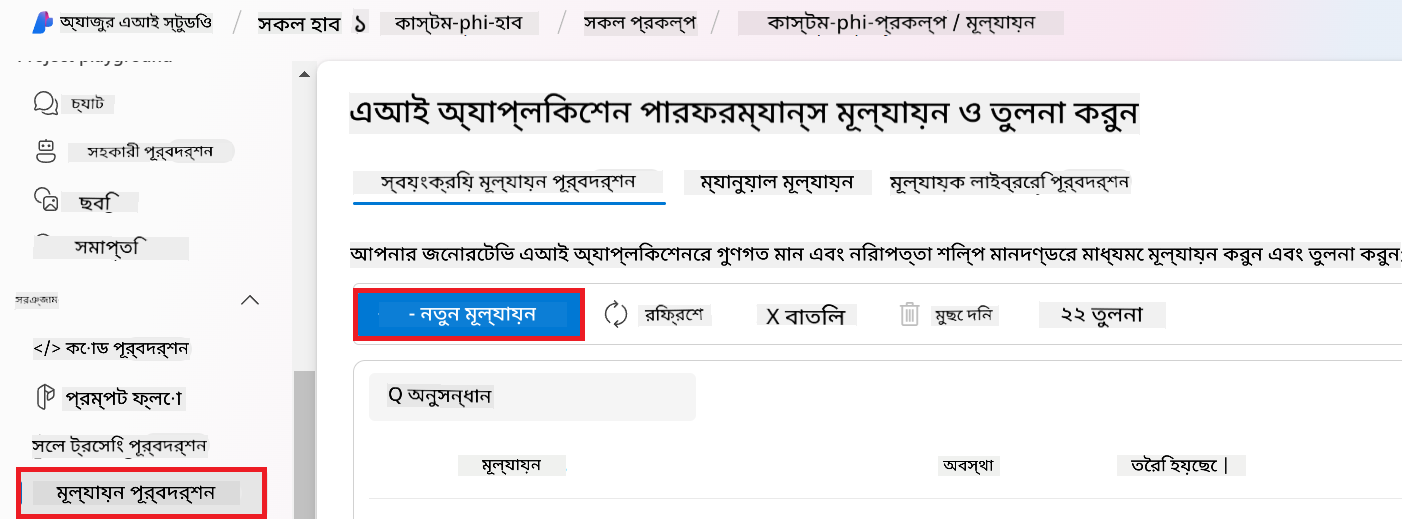 অ্যাজুর এআই স্টুডিও / সকল হাব ১ কাস্টম-phi-হাব / সকল প্রকল্প / কাস্টম-phi-প্রকল্প / মূল্যায়ন
Project playground
চ্যাট
সহকারী পূর্বদর্শন
ছবি
সমাপ্তি
সরঞ্জাম
</> কোড পূর্বদর্শন
প্রম্পট ফ্লো
সলে ট্রেসিং পূর্বদর্শন
মূল্যায়ন পূর্বদর্শন
এআই অ্যাপ্লিকেশন পারফরম্যান্স মূল্যায়ন ও তুলনা করুন
স্বয়ংক্রিয় মূল্যায়ন পূর্বদর্শন ম্যানুয়াল মূল্যায়ন মূল্যায়ক লাইব্রেরি পূর্বদর্শন
আপনার জেনারেটিভ এআই অ্যাপ্লিকেশনের গুণগত মান এবং নিরাপত্তা শিল্প মানদণ্ডের মাধ্যমে মূল্যায়ন করুন এবং তুলনা করুন
- নতুন মূল্যায়ন রিফ্রেশ X বাতিল মুছে দিন ২২ তুলনা
Q অনুসন্ধান
মূল্যায়ন অবস্থা তৈরি হয়েছে |